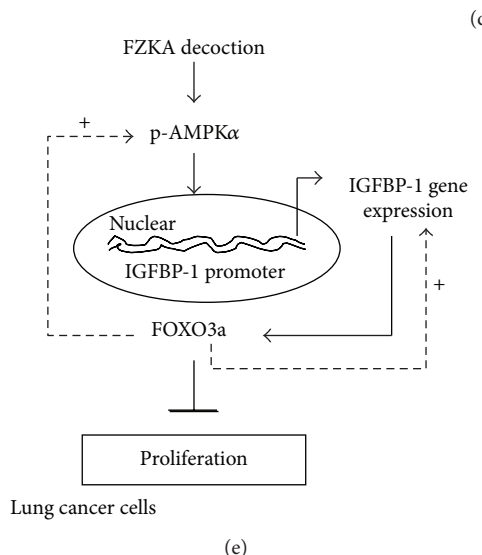 (d
FZKA decoction
+
p-AMPKα
IGFBP-1 gene
expression
Nuclear
IGFBP-1 promoter
+
FOXO3a
Proliferation
Lung cancer cells
(e)